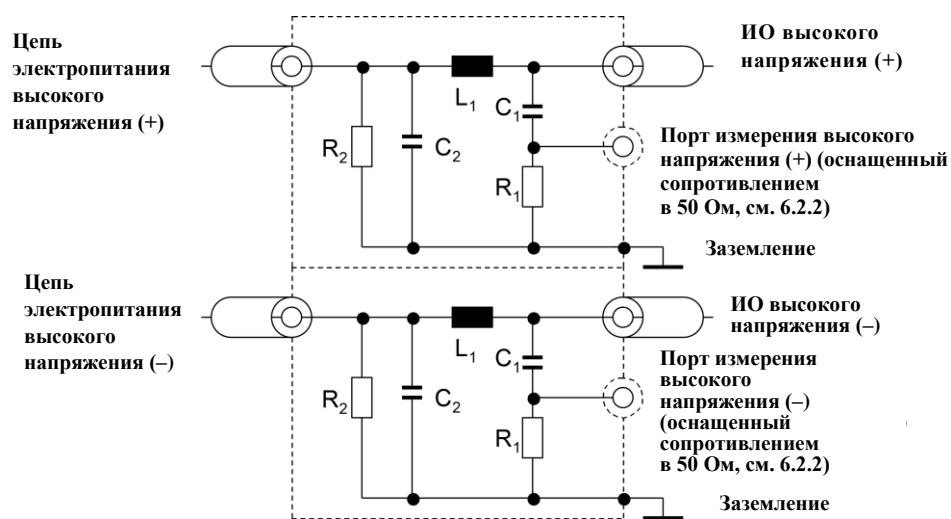 Цепь
электропитания
высокого
напряжения (+)
ИО высокого
напряжения (+)
L1
C1
R2
C2
R1
Порт измерения высокого
напряжения (+) (оснащенный
сопротивлением
в 50 Ом, см. 6.2.2)
Заземление
Цепь
электропитания
высокого
напряжения (–)
ИО высокого
напряжения (–)
L1
C1
R2
C2
R1
Порт измерения
высокого
напряжения (–)
(оснащенный
сопротивлением
в 50 Ом, см. 6.2.2)
Заземление